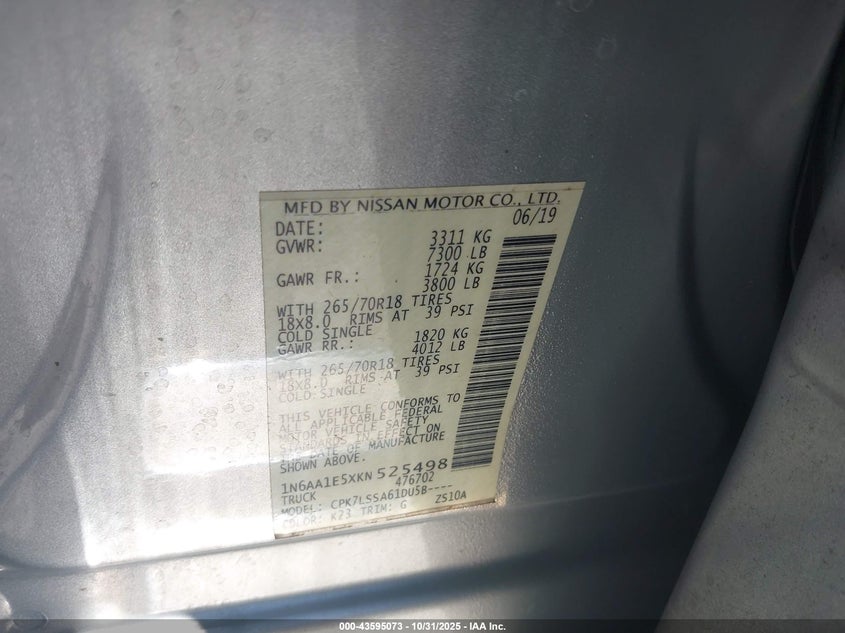 MFD BY NISSAN MOTOR CO., LTD.
DATE: 06/19
GVWR: 3311 KG
7300 LB
GAWR FR.: 1724 KG
3800 LB
WITH 265/70R18 TIRES
18X8.0 RIMS AT 39 PSI
COLD SINGLE
GAWR RR.: 1820 KG
4012 LB
WITH 265/70R18 TIRES
18X8.0 RIMS AT 39 PSI
COLD SINGLE
THIS VEHICLE CONFORMS TO
ALL APPLICABLE FEDERAL
MOTOR VEHICLE SAFETY
STANDARDS IN EFFECT ON
THE DATE OF MANUFACTURE
SHOWN ABOVE.
1N6AA1E5XKN525498
TRUCK 476702
MODEL: CPK7LSSA61DU5B----
COLOR: K23 TRIM: G ZS10A
000-43595073 | 10/31/2025 - IAA Inc.